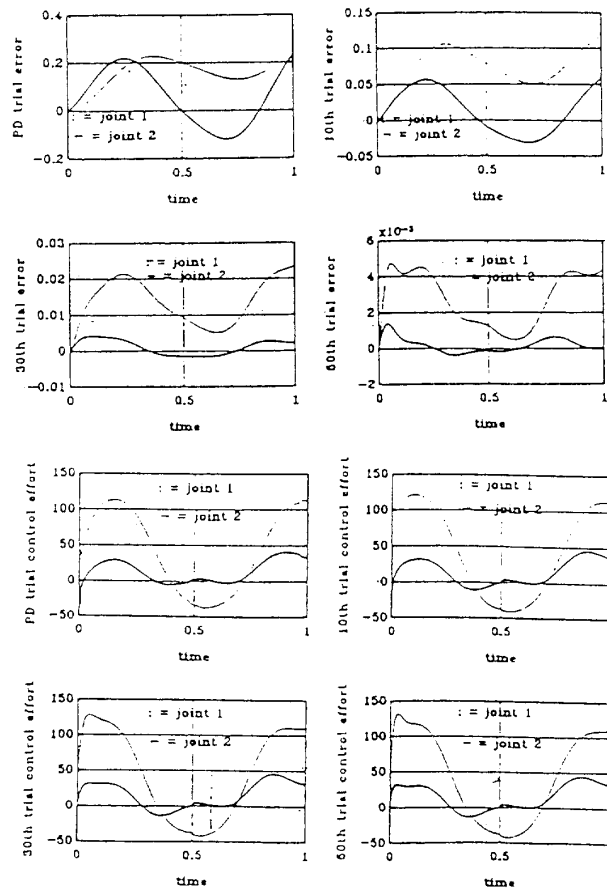 PD trial error
0.4
0.2
0
-0.2
: = joint 1
- = joint 2
0 0.5 1
time
10th trial error
0.15
0.10
0.05
0
-0.05
: = joint 1
- = joint 2
0 0.5 1
time
30th trial error
0.03
0.02
0.01
0
-0.01
: = joint 1
= joint 2
0 0.5 1
time
60th trial error
x10-3
6
4
2
0
-2
: = joint 1
= joint 2
0 0.5 1
time
PD trial control effort
150
100
50
0
-50
: = joint 1
- = joint 2
0 0.5 1
time
10th trial control effort
150
100
50
0
-50
: = joint 1
- = joint 2
0 0.5 1
time
30th trial control effort
150
100
50
0
-50
: = joint 1
- = joint 2
0 0.5 1
time
60th trial control effort
150
100
50
0
-50
: = joint 1
- = joint 2
0 0.5 1
time